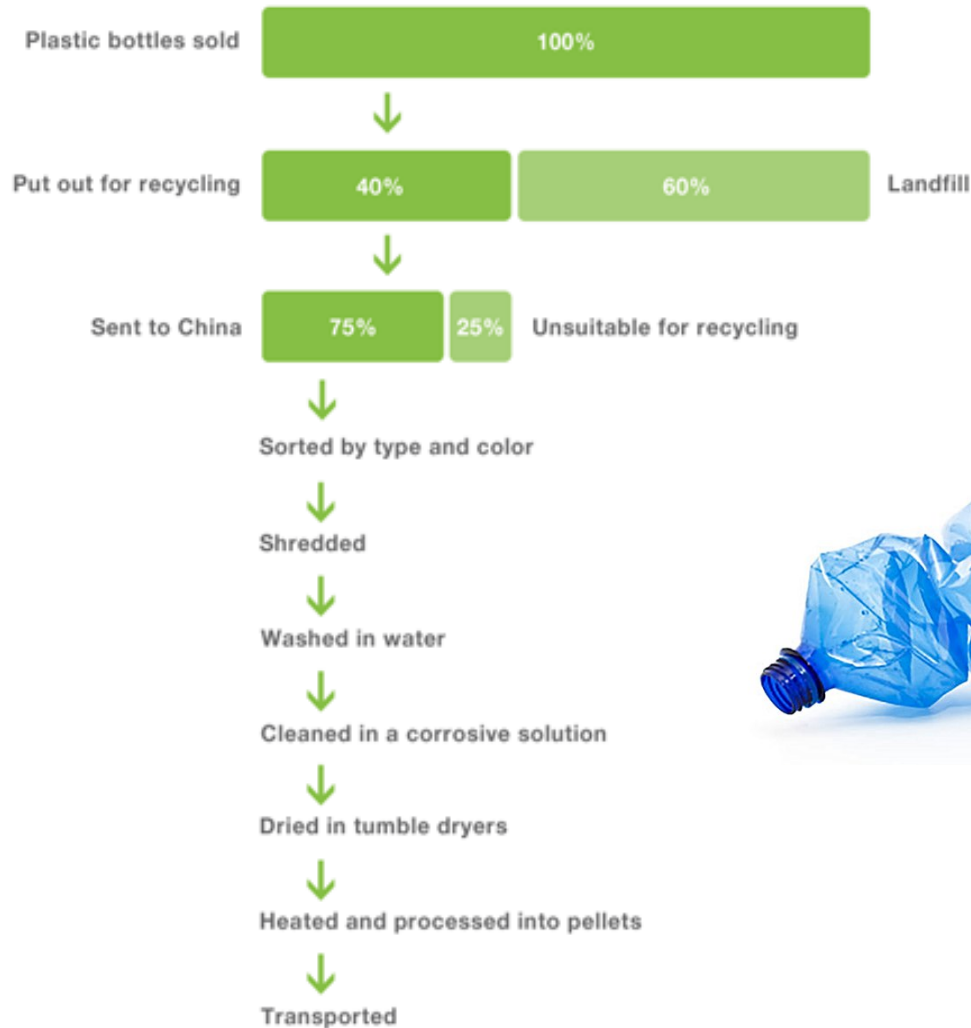 Plastic bottles sold
100%
Put out for recycling
40%
60%
Landfill
Sent to China
75%
25%
Unsuitable for recycling
Sorted by type and color
Shredded
Washed in water
Cleaned in a corrosive solution
Dried in tumble dryers
Heated and processed into pellets
Transported